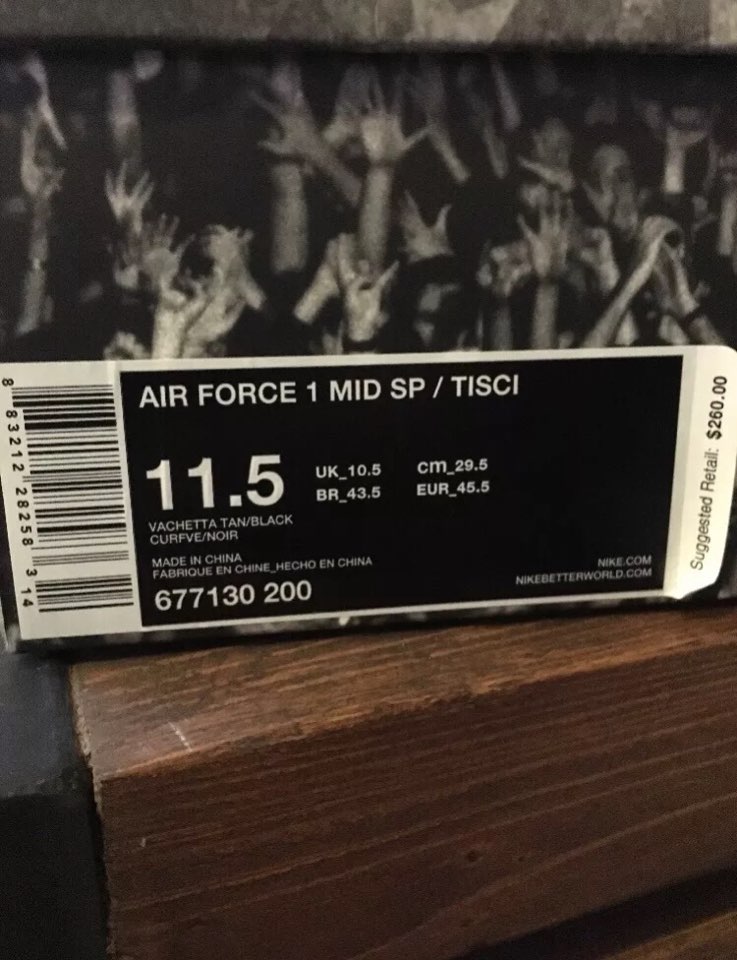 AIR FORCE 1 MID SP / TISCI
11.5
UK_10.5 cm_29.5
BR_43.5 EUR_45.5
VACHETTA TAN/BLACK
CURFVE/NOIR
MADE IN CHINA
FABRIQUE EN CHINE_HECHO EN CHINA
677130 200
NIKE.COM
NIKEBETTERWORLD.COM
8 83212 28258 3 14
Suggested Retail: $260.00